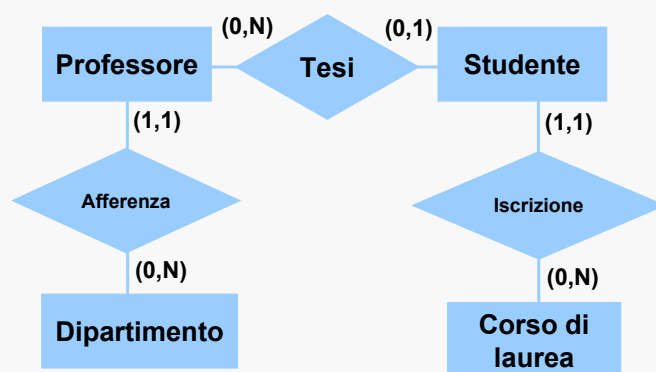 (0,N)
(0,1)
Professore
Tesi
Studente
(1,1)
(1,1)
Afferenza
Iscrizione
(0,N)
(0,N)
Dipartimento
Corso di
laurea